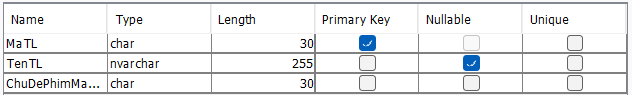 Name Type Length Primary Key Nullable Unique
MaTL char 30
TenTL nvarchar 255
ChuDePhimMa... char 30